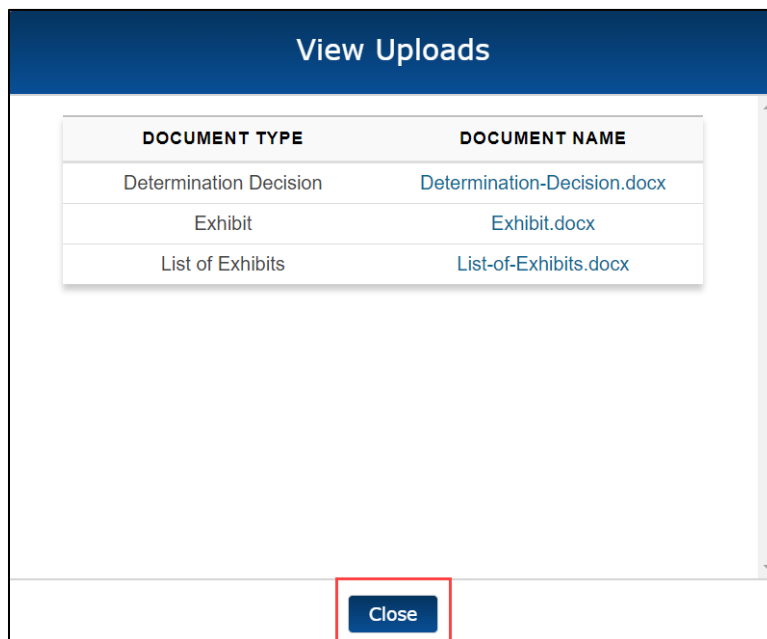 View Uploads
DOCUMENT TYPE DOCUMENT NAME
Determination Decision Determination-Decision.docx
Exhibit Exhibit.docx
List of Exhibits List-of-Exhibits.docx
Close